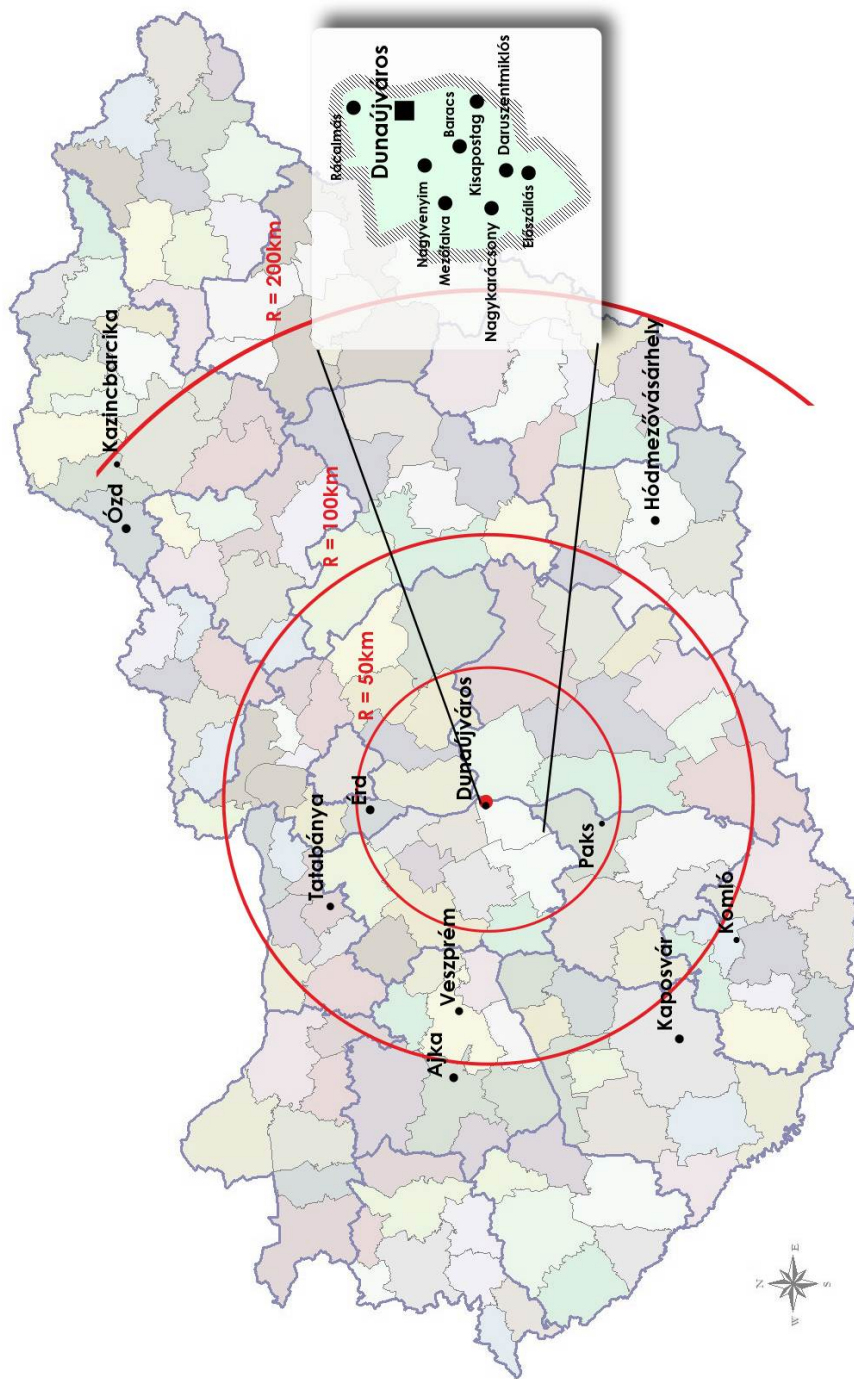 Kazincbarcika
Ózd
R = 200km
R = 100km
R = 50km
Tatabánya
Érd
Dunaújváros
Veszprém
Ajka
Paks
Hódmezővásárhely
Kaposvár
Komló
Rácalmás
Dunaújváros
Nagyvenyim
Baracs
Mezőfalva
Kisapostag
Nagykarácsony
Daruszentmiklós
Előszállás
N
W
E
S